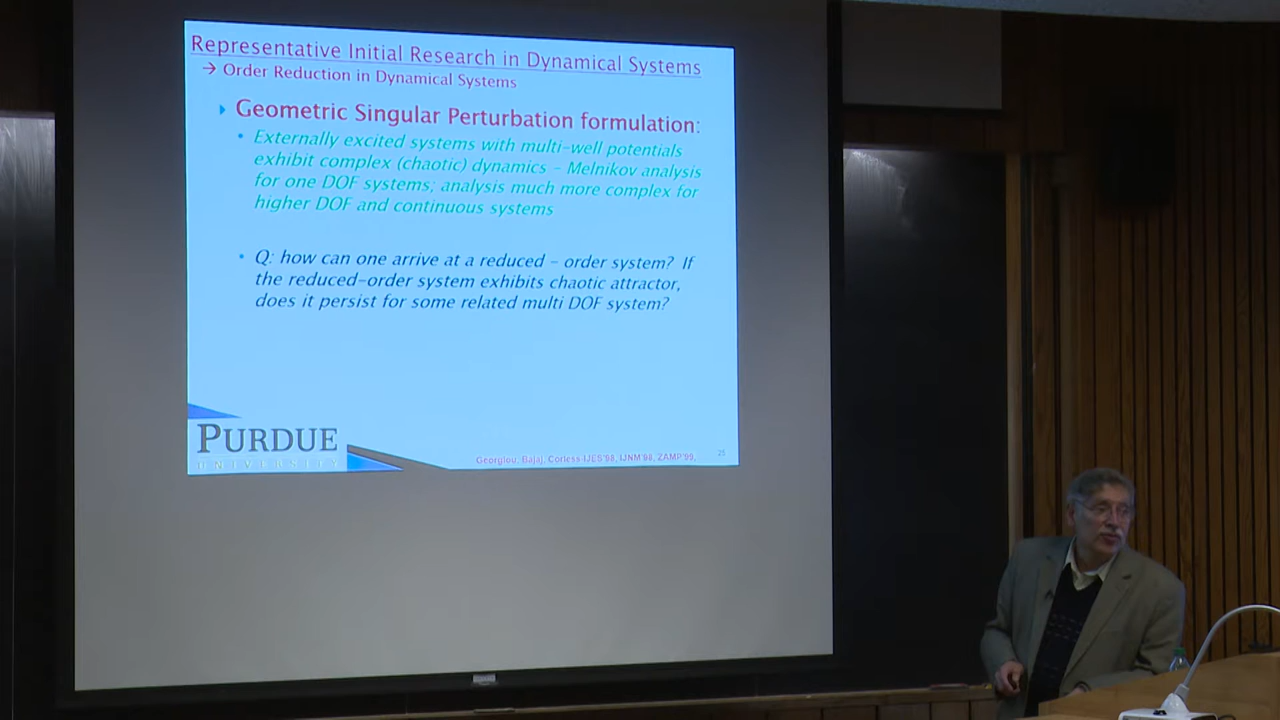 Representative Initial Research in Dynamical Systems
→ Order Reduction in Dynamical Systems
Geometric Singular Perturbation formulation:
• Externally excited systems with multi-well potentials
exhibit complex (chaotic) dynamics – Melnikov analysis
for one DOF systems; analysis much more complex for
higher DOF and continuous systems
• Q: how can one arrive at a reduced – order system? If
the reduced-order system exhibits chaotic attractor,
does it persist for some related multi DOF system?
PURDUE
UNIVERSITY
Georgiou, Bajaj, Corless-IJES'98, IJNM'98, ZAMP'99,
25